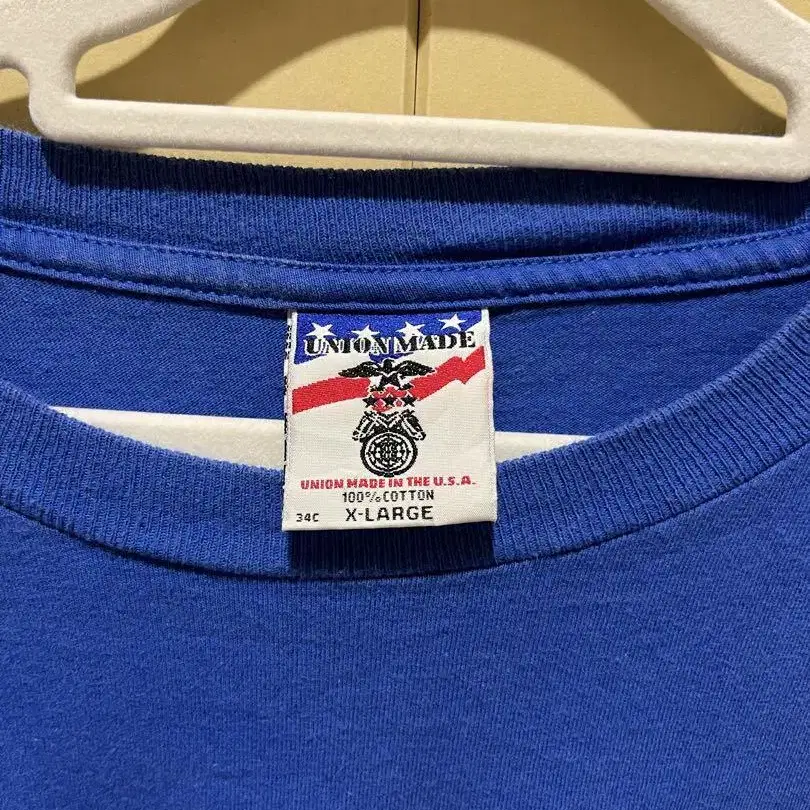 UNION MADE
UNION MADE IN THE U.S.A.
100% COTTON
34C X-LARGE